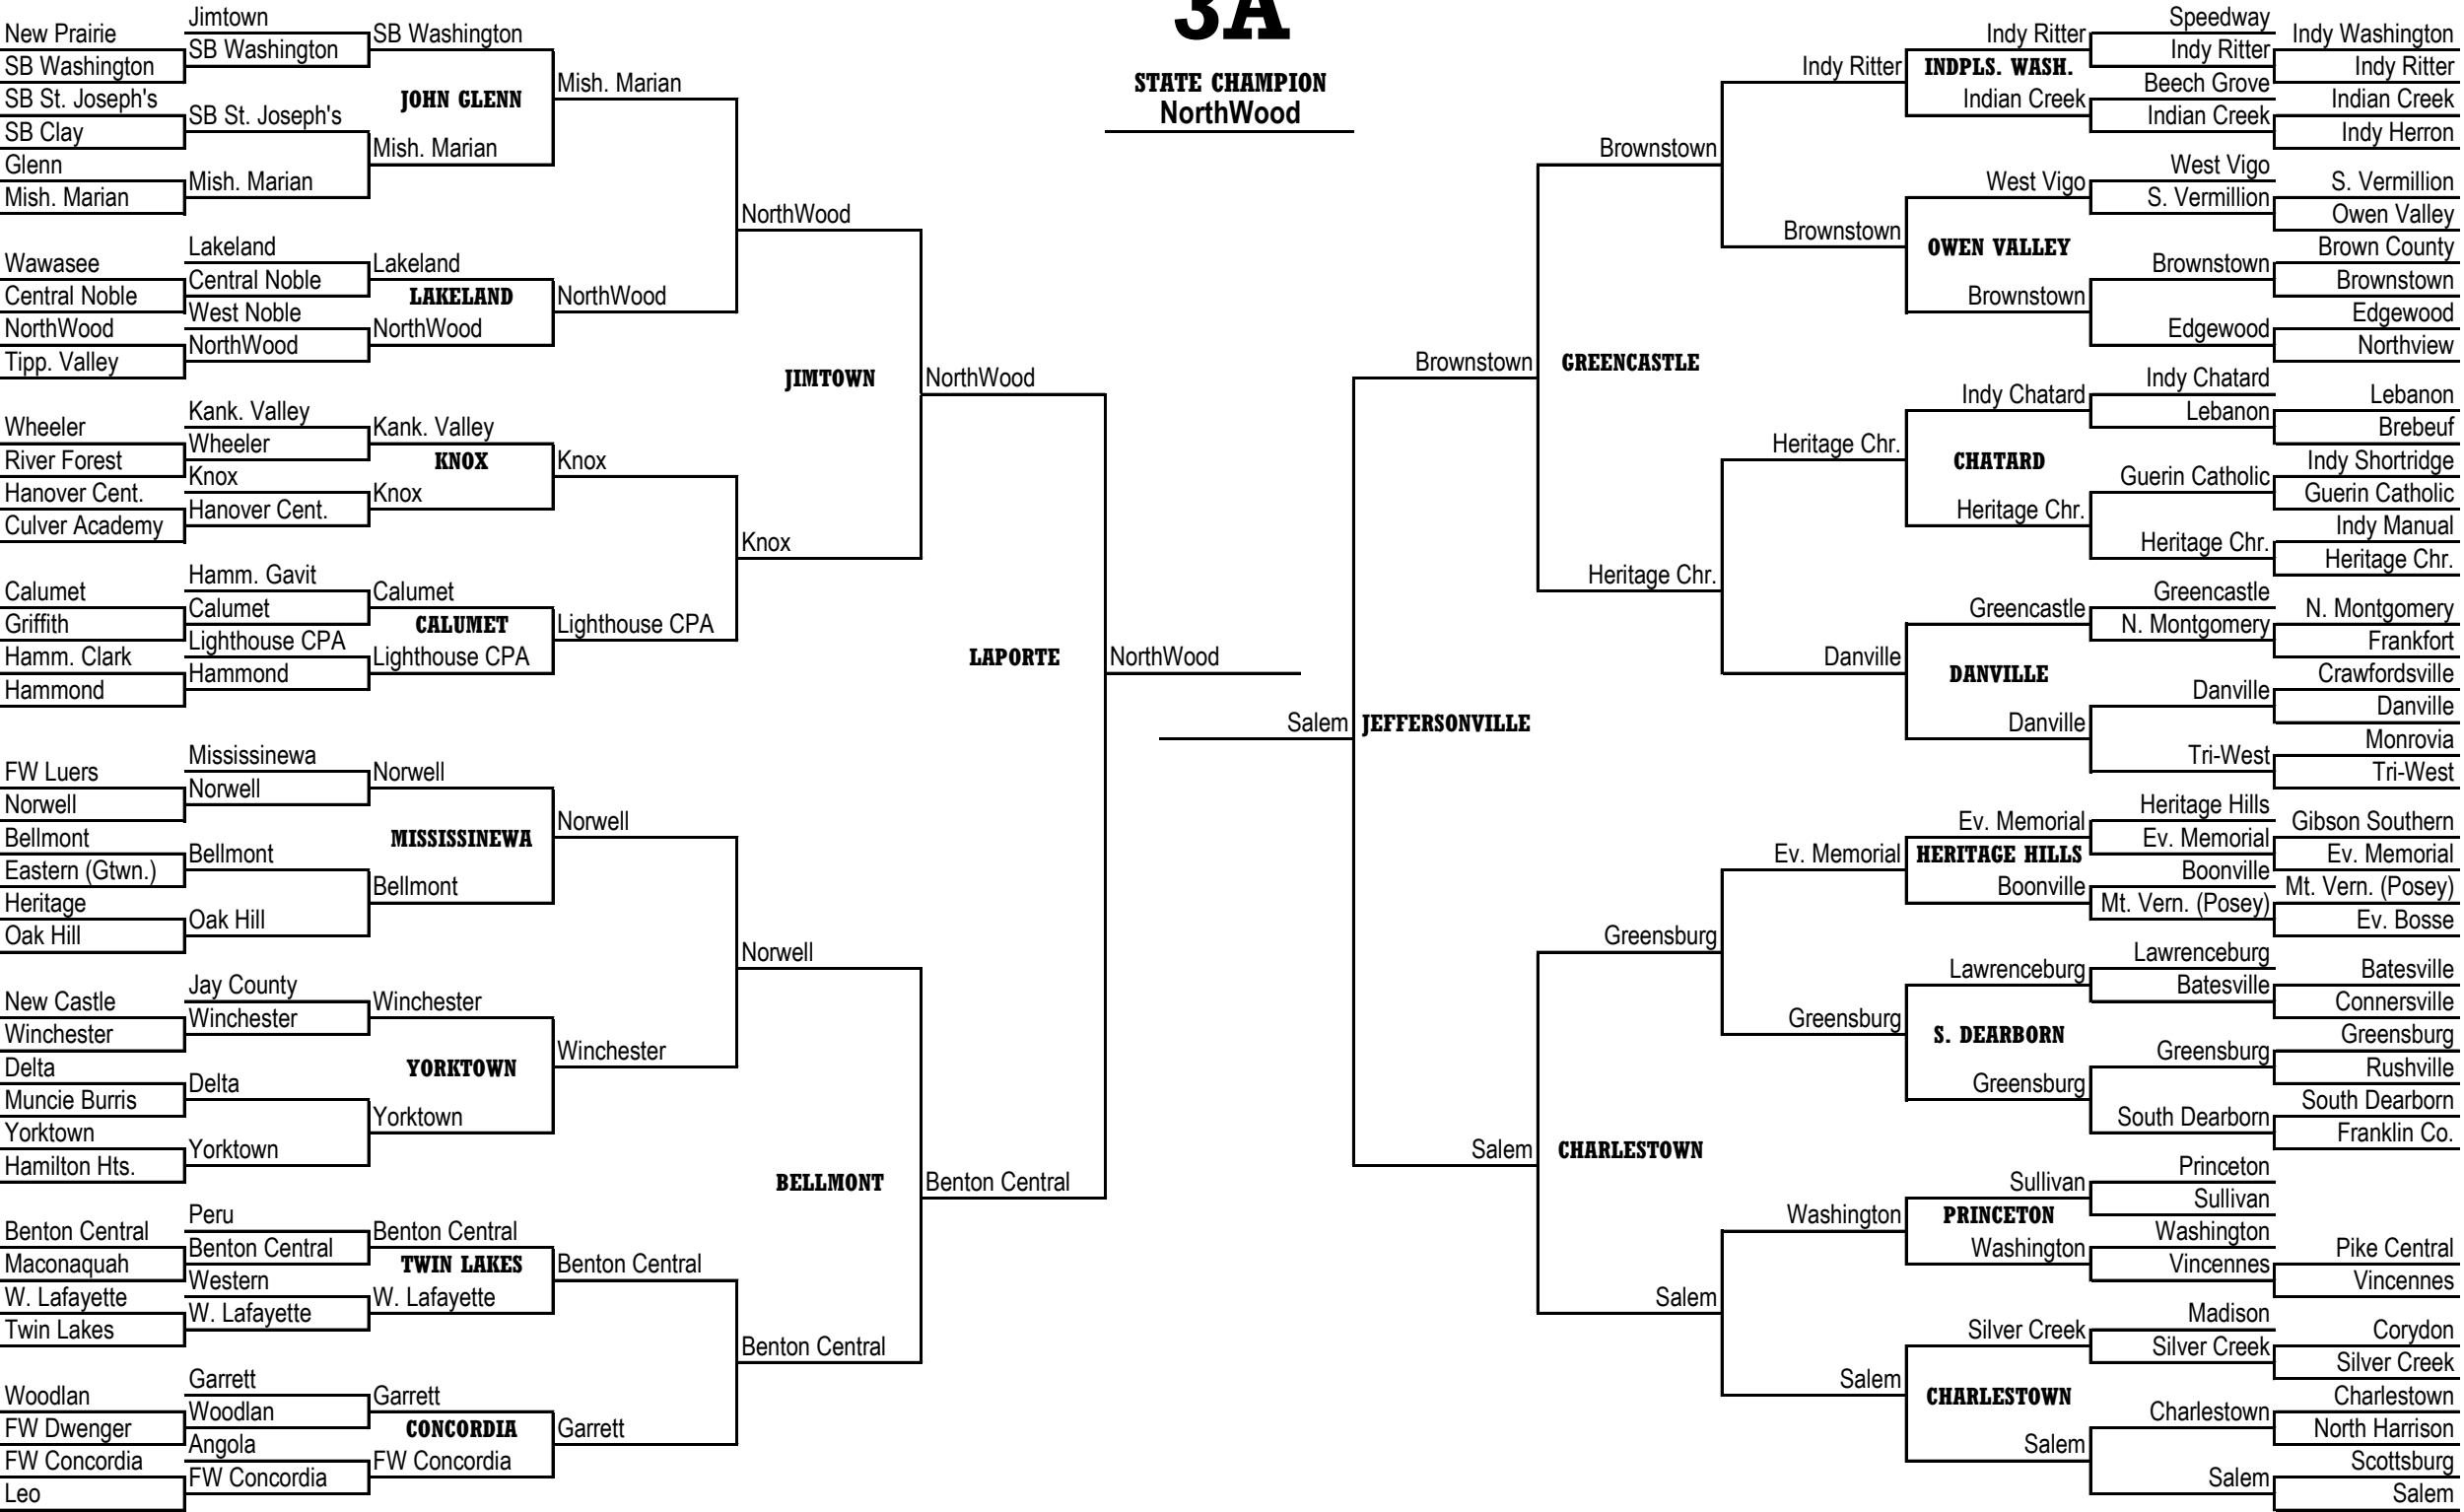 3A
STATE CHAMPION
NorthWood
New Prairie
SB Washington
SB St. Joseph's
SB Clay
Glenn
Mish. Marian
Wawasee
Central Noble
NorthWood
Tipp. Valley
Wheeler
River Forest
Hanover Cent.
Culver Academy
Calumet
Griffith
Hamm. Clark
Hammond
FW Luers
Norwell
Bellmont
Eastern (Gtwn.)
Heritage
Oak Hill
New Castle
Winchester
Delta
Muncie Burris
Yorktown
Hamilton Hts.
Benton Central
Maconaquah
W. Lafayette
Twin Lakes
Woodlan
FW Dwenger
FW Concordia
Leo
Jimtown
SB Washington
SB St. Joseph's
Mish. Marian
Lakeland
Central Noble
West Noble
NorthWood
Kank. Valley
Wheeler
Knox
Hanover Cent.
Hamm. Gavit
Calumet
Lighthouse CPA
Hammond
Mississinewa
Norwell
Bellmont
Oak Hill
Jay County
Winchester
Delta
Yorktown
Peru
Benton Central
Western
W. Lafayette
Garrett
Woodlan
Angola
FW Concordia
SB Washington
JOHN GLENN
Mish. Marian
Lakeland
LAKELAND
NorthWood
Kank. Valley
KNOX
Knox
Calumet
CALUMET
Lighthouse CPA
Norwell
MISSISSINEWA
Bellmont
Winchester
YORKTOWN
Yorktown
Benton Central
TWIN LAKES
W. Lafayette
Garrett
CONCORDIA
FW Concordia
Mish. Marian
NorthWood
Knox
Lighthouse CPA
Norwell
Winchester
Benton Central
Garrett
NorthWood
JIMTOWN
Knox
Norwell
BELLMONT
Benton Central
NorthWood
LAPORTE
Benton Central
NorthWood
Salem
Brownstown
JEFFERSONVILLE
Salem
Brownstown
GREENCASTLE
Heritage Chr.
Greensburg
CHARLESTOWN
Salem
Indy Ritter
Brownstown
Heritage Chr.
Danville
Ev. Memorial
Greensburg
Washington
Salem
Indy Ritter
INDPLS. WASH.
Indian Creek
West Vigo
OWEN VALLEY
Brownstown
Indy Chatard
CHATARD
Heritage Chr.
Greencastle
DANVILLE
Danville
Ev. Memorial
HERITAGE HILLS
Boonville
Lawrenceburg
S. DEARBORN
Greensburg
Sullivan
PRINCETON
Washington
Silver Creek
CHARLESTOWN
Salem
Speedway
Indy Ritter
Beech Grove
Indian Creek
West Vigo
S. Vermillion
Brownstown
Edgewood
Indy Chatard
Lebanon
Guerin Catholic
Heritage Chr.
Greencastle
N. Montgomery
Danville
Tri-West
Heritage Hills
Ev. Memorial
Boonville
Mt. Vern. (Posey)
Lawrenceburg
Batesville
Greensburg
South Dearborn
Princeton
Sullivan
Washington
Vincennes
Madison
Silver Creek
Charlestown
Salem
Indy Washington
Indy Ritter
Indian Creek
Indy Herron
S. Vermillion
Owen Valley
Brown County
Brownstown
Edgewood
Northview
Lebanon
Brebeuf
Indy Shortridge
Guerin Catholic
Indy Manual
Heritage Chr.
N. Montgomery
Frankfort
Crawfordsville
Danville
Monrovia
Tri-West
Gibson Southern
Ev. Memorial
Mt. Vern. (Posey)
Ev. Bosse
Batesville
Connersville
Greensburg
Rushville
South Dearborn
Franklin Co.
Pike Central
Vincennes
Corydon
Silver Creek
Charlestown
North Harrison
Scottsburg
Salem